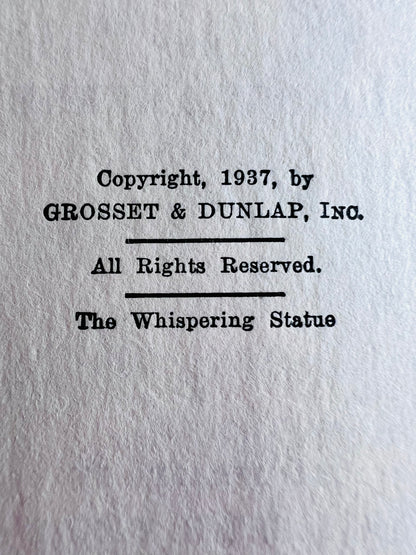 Copyright, 1937, by
GROSSET & DUNLAP, INC.
All Rights Reserved.
The Whispering Statue